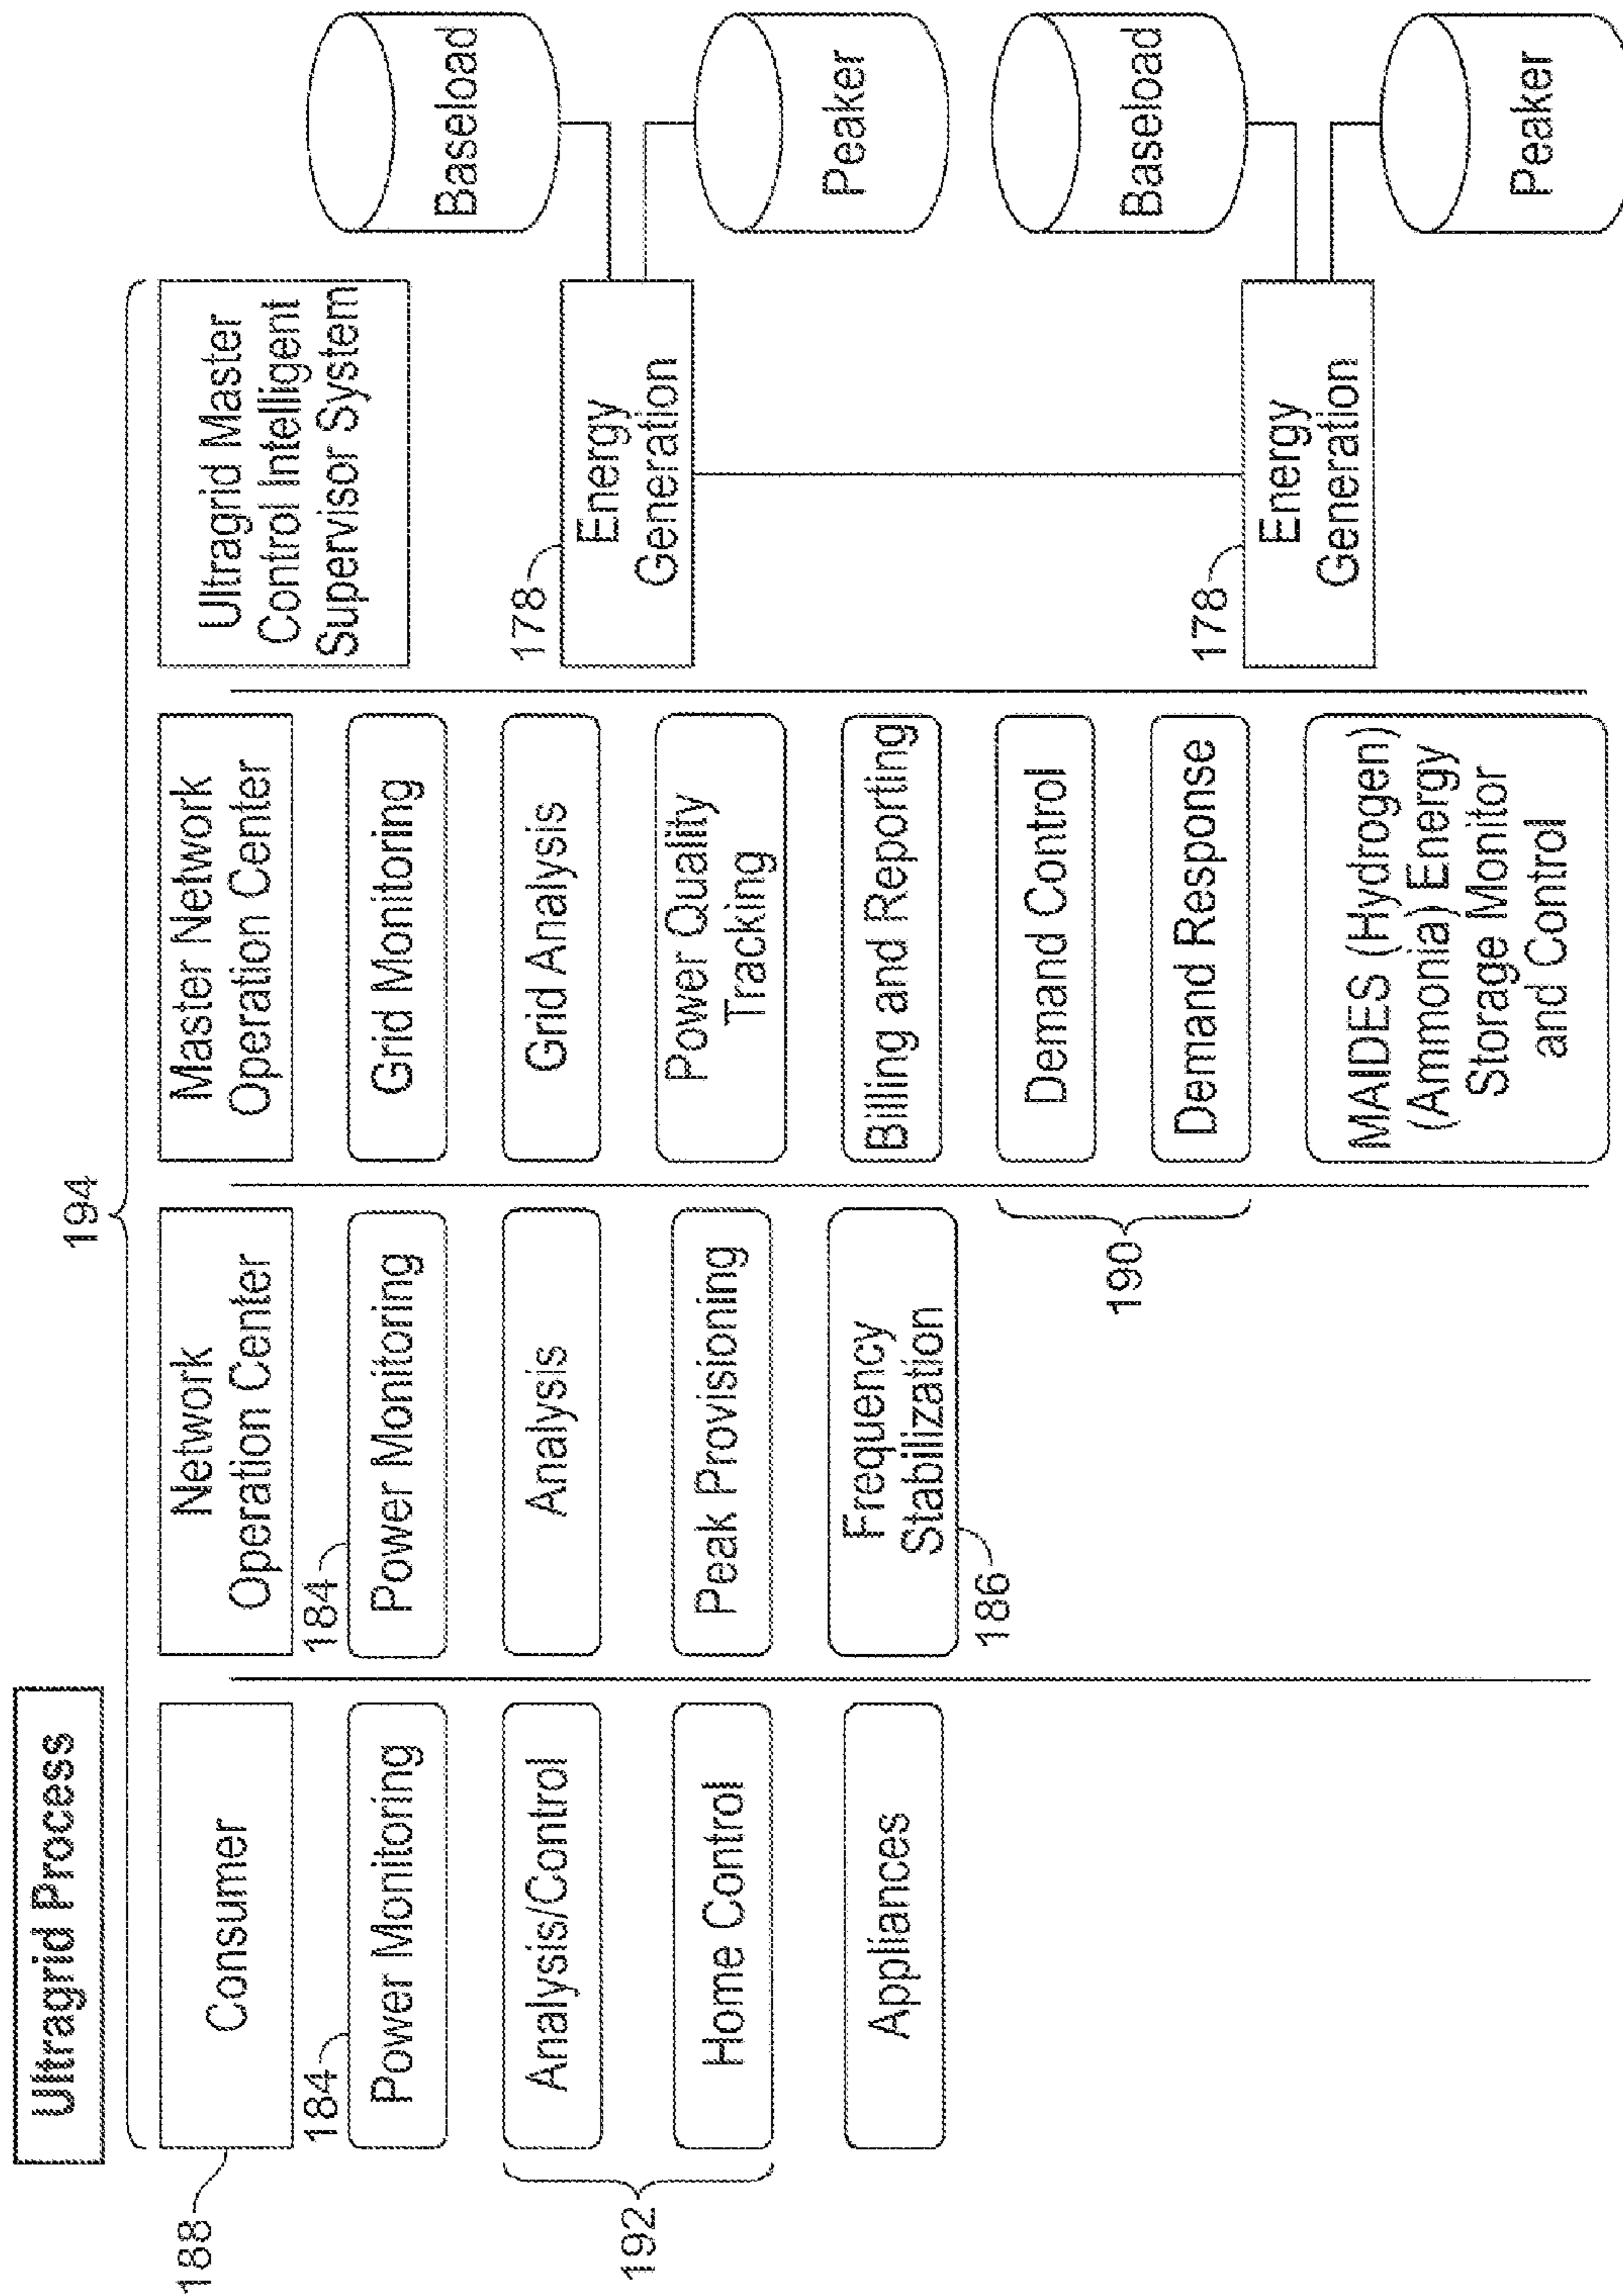 Ultragrid Process
194
188
Consumer
184
Power Monitoring
192
Analysis/Control
Home Control
Appliances
Network
Operation Center
184
Power Monitoring
Analysis
Peak Provisioning
Frequency
Stabilization
186
Master Network
Operation Center
Grid Monitoring
Grid Analysis
Power Quality
Tracking
Billing and Reporting
190
Demand Control
Demand Response
MAIDES (Hydrogen)
(Ammonia) Energy
Storage Monitor
and Control
Ultragrid Master
Control Intelligent
Supervisor System
178
Energy
Generation
Baseload
Peaker
178
Energy
Generation
Baseload
Peaker